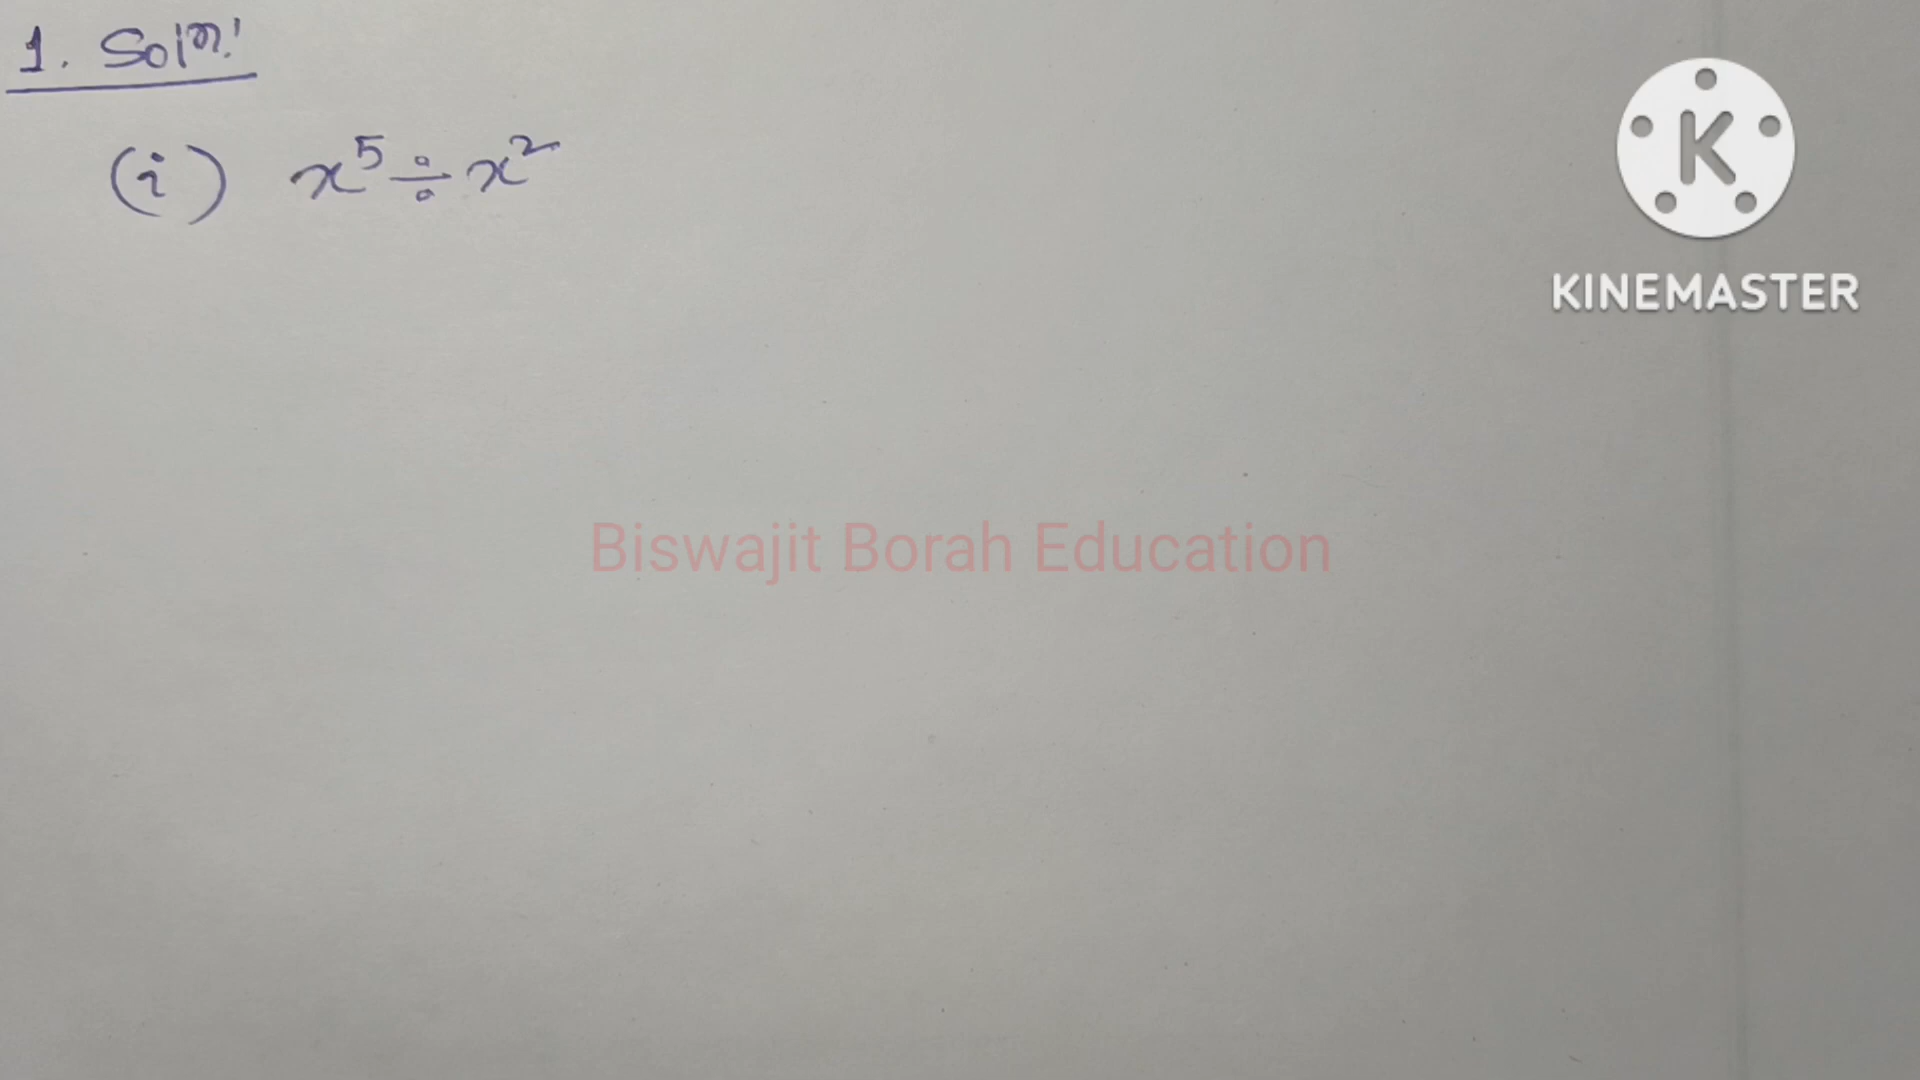 1. Solⁿ!
(i) x⁵ ÷ x²
K
KINEMASTER
Biswajit Borah Education